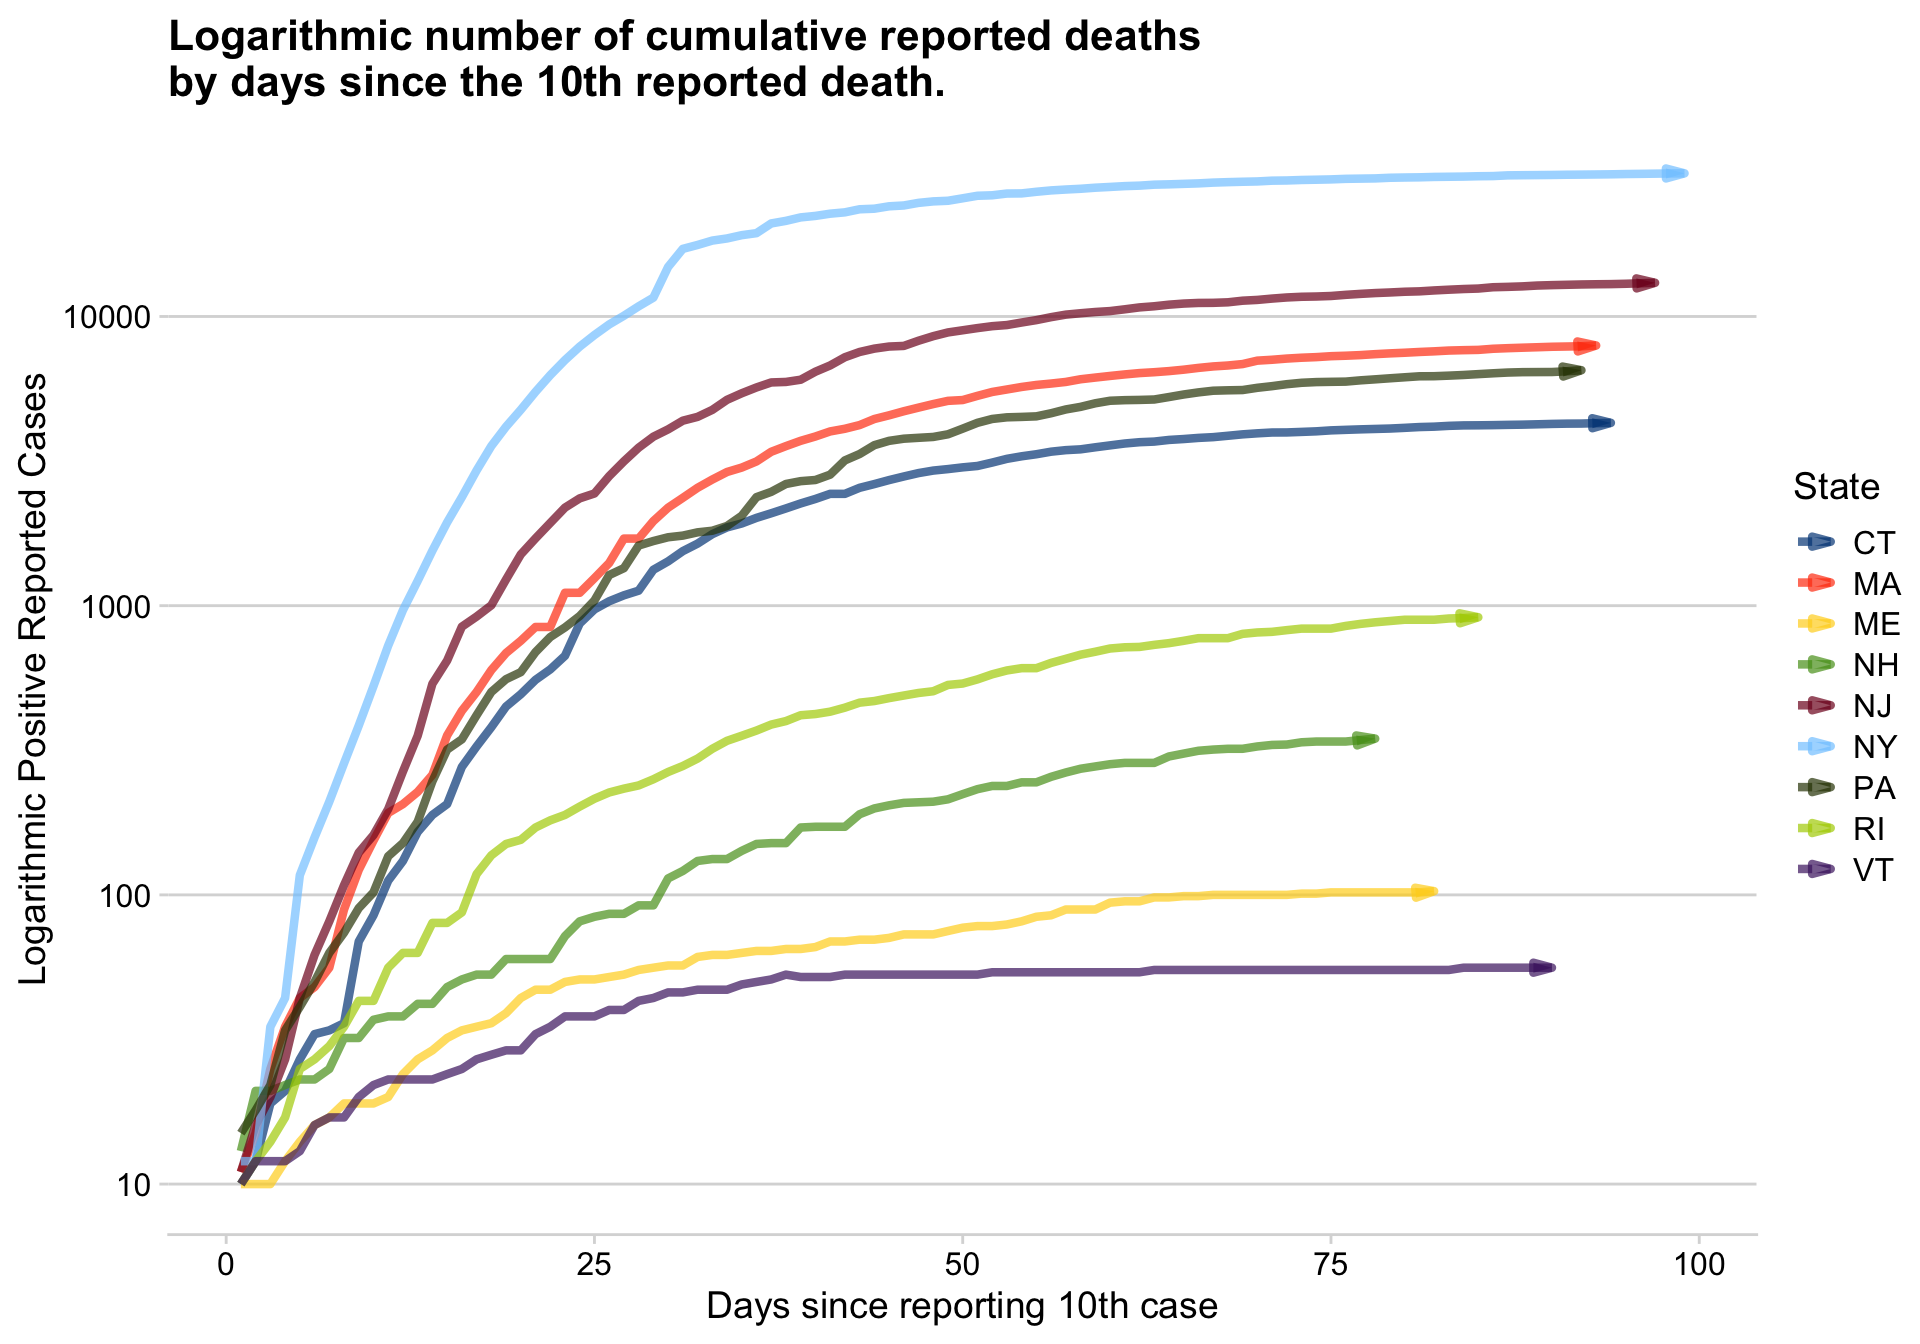 Logarithmic number of cumulative reported deaths
by days since the 10th reported death.
Logarithmic Positive Reported Cases
10000
1000
100
10
0
25
50
75
100
Days since reporting 10th case
State
CT
MA
ME
NH
NJ
NY
PA
RI
VT